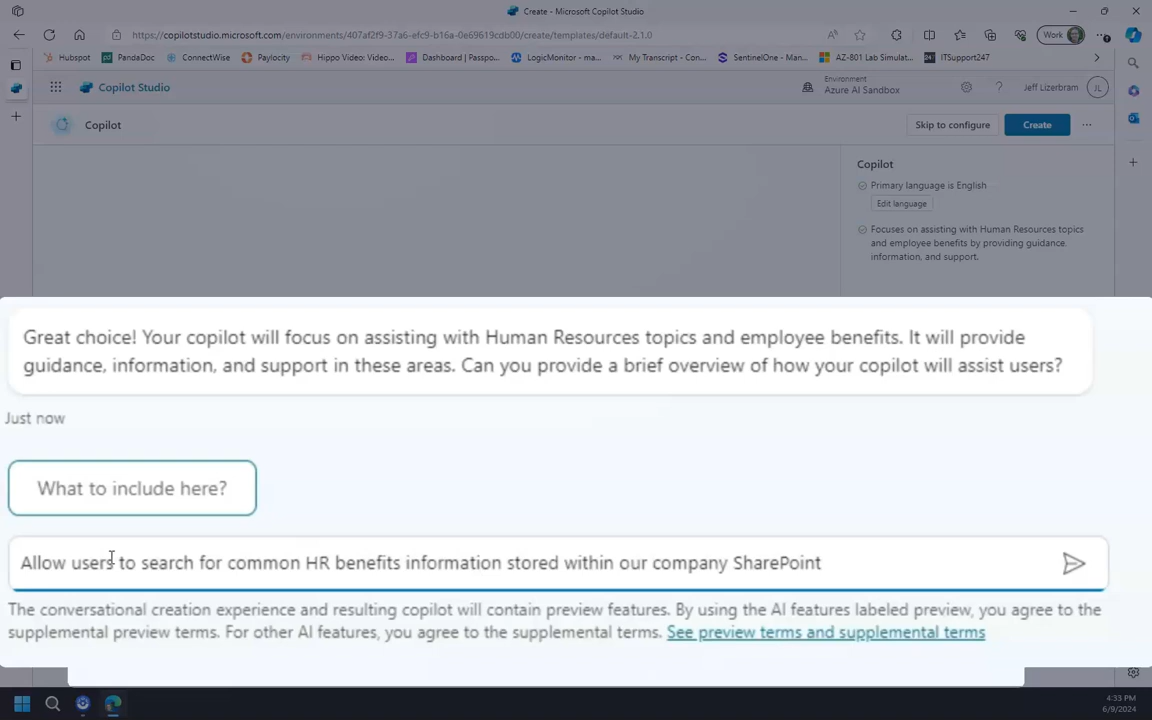 Create - Microsoft Copilot Studio
https://copilotstudio.microsoft.com/environments/407af2f9-37a6-efc9-b16a-0e69619cdb00/create/templates/default-2.1.0
Work
Hubspot PandaDoc ConnectWise Paylocity Hippo Video: Video... Dashboard | Passpo... LogicMonitor - ma... My Transcript - Con... SentinelOne - Man... AZ-801 Lab Simulat... ITSupport247
Copilot Studio
Environment
Azure AI Sandbox
?
Jeff Lizerbram
JL
Copilot
Skip to configure
Create
...
Copilot
Primary language is English
Edit language
Focuses on assisting with Human Resources topics
and employee benefits by providing guidance,
information, and support.
Great choice! Your copilot will focus on assisting with Human Resources topics and employee benefits. It will provide
guidance, information, and support in these areas. Can you provide a brief overview of how your copilot will assist users?
Just now
What to include here?
Allow users to search for common HR benefits information stored within our company SharePoint
The conversational creation experience and resulting copilot will contain preview features. By using the AI features labeled preview, you agree to the
supplemental preview terms. For other AI features, you agree to the supplemental terms. See preview terms and supplemental terms
4:33 PM
6/9/2024